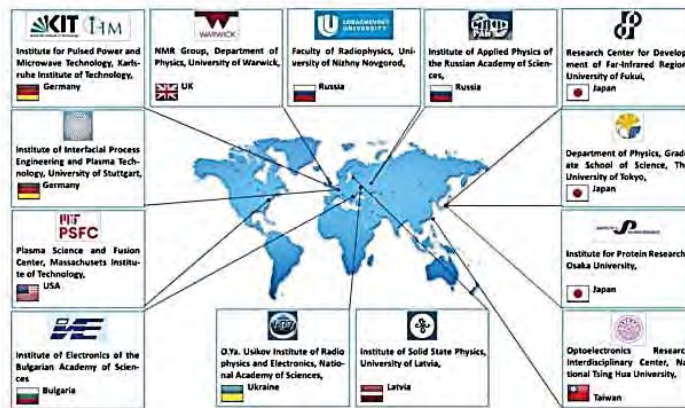 KIT IHM
Institute for Pulsed Power and
Microwave Technology, Karls-
ruhe Institute of Technology,
Germany
WARWICK
NMR Group, Department of
Physics, University of Warwick,
UK
LOBACHEVSKY
UNIVERSITY
Faculty of Radiophysics, Uni-
versity of Nizhny Novgorod,
Russia
Institute of Applied Physics of
the Russian Academy of Scien-
ces,
Russia
Research Center for Develop-
ment of Far-Infrared Region,
University of Fukui,
Japan
Institute of Interfacial Process
Engineering and Plasma Tech-
nology, University of Stuttgart,
Germany
Department of Physics, Gradu-
ate School of Science, The
University of Tokyo,
Japan
MIT
PSFC
Plasma Science and Fusion
Center, Massachusets Institu-
te of Technology,
USA
Institute for Protein Research
Osaka University,
Japan
Institute of Electronics of the
Bulgarian Academy of Scien-
ces
Bulgaria
O.Ya. Usikov Institute of Radio
physics and Electronics, Natio-
nal Academy of Sciences,
Ukraine
Institute of Solid State Physics,
University of Latvia,
Latvia
Optoelectronics Research
Interdisciplinary Center, Na-
tional Tsing Hua University,
Taiwan